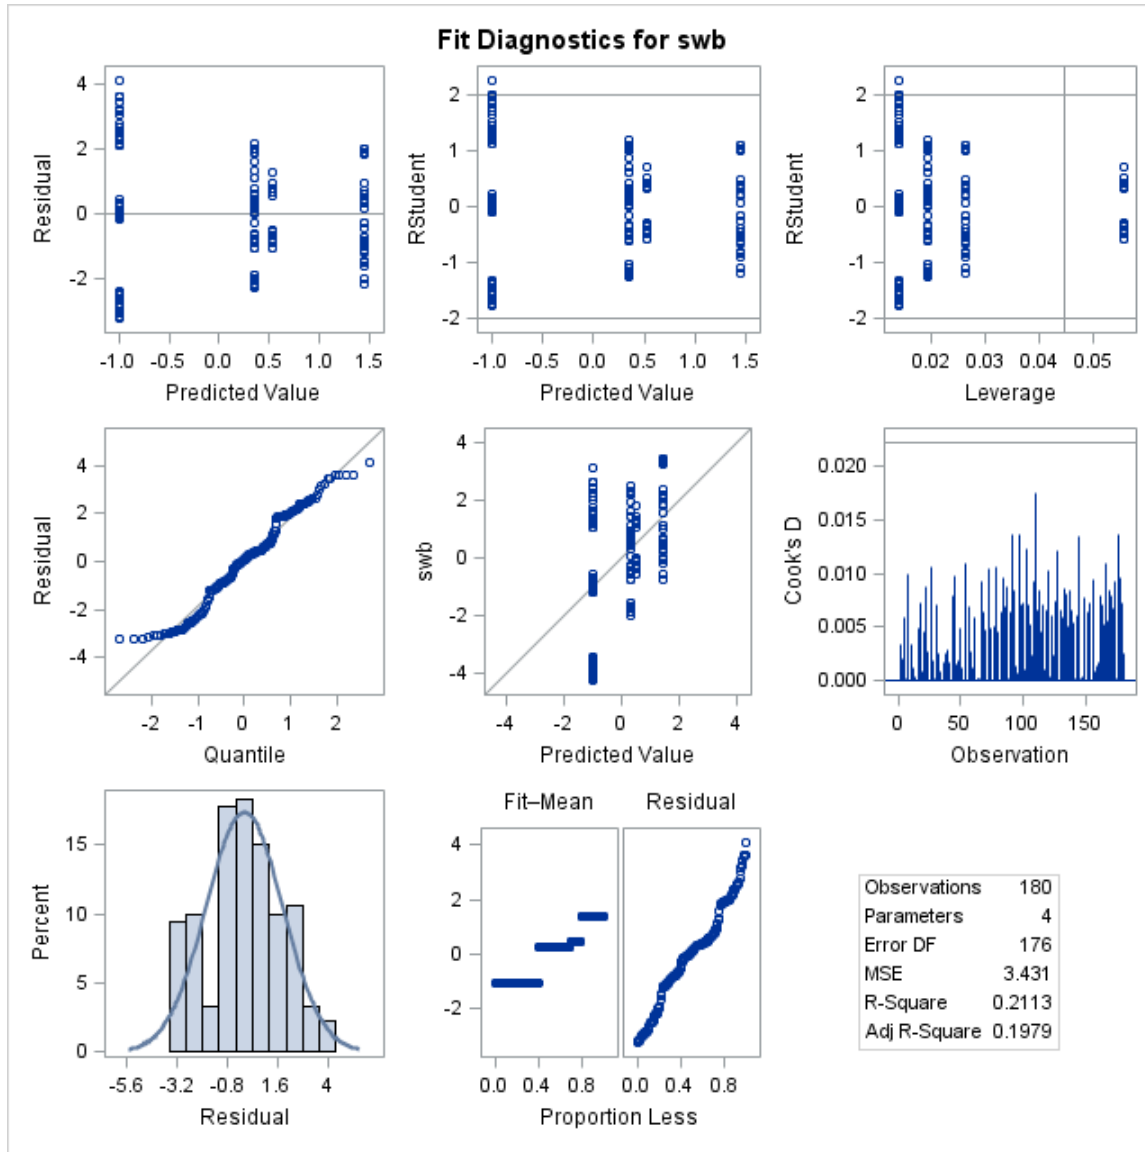 Fit Diagnostics for swb
4
2
0
-2
Residual
-1.0 -0.5 0.0 0.5 1.0 1.5
Predicted Value
2
1
0
-1
-2
RStudent
-1.0 -0.5 0.0 0.5 1.0 1.5
Predicted Value
2
1
0
-1
-2
RStudent
0.02 0.03 0.04 0.05
Leverage
4
2
0
-2
-4
Residual
-2 -1 0 1 2
Quantile
4
2
0
-2
-4
swb
-4 -2 0 2 4
Predicted Value
0.020
0.015
0.010
0.005
0.000
Cook's D
0 50 100 150
Observation
15
10
5
0
Percent
-5.6 -3.2 -0.8 1.6 4
Residual
Fit–Mean Residual
4
2
0
-2
0.0 0.4 0.8 0.0 0.4 0.8
Proportion Less
Observations 180
Parameters 4
Error DF 176
MSE 3.431
R-Square 0.2113
Adj R-Square 0.1979